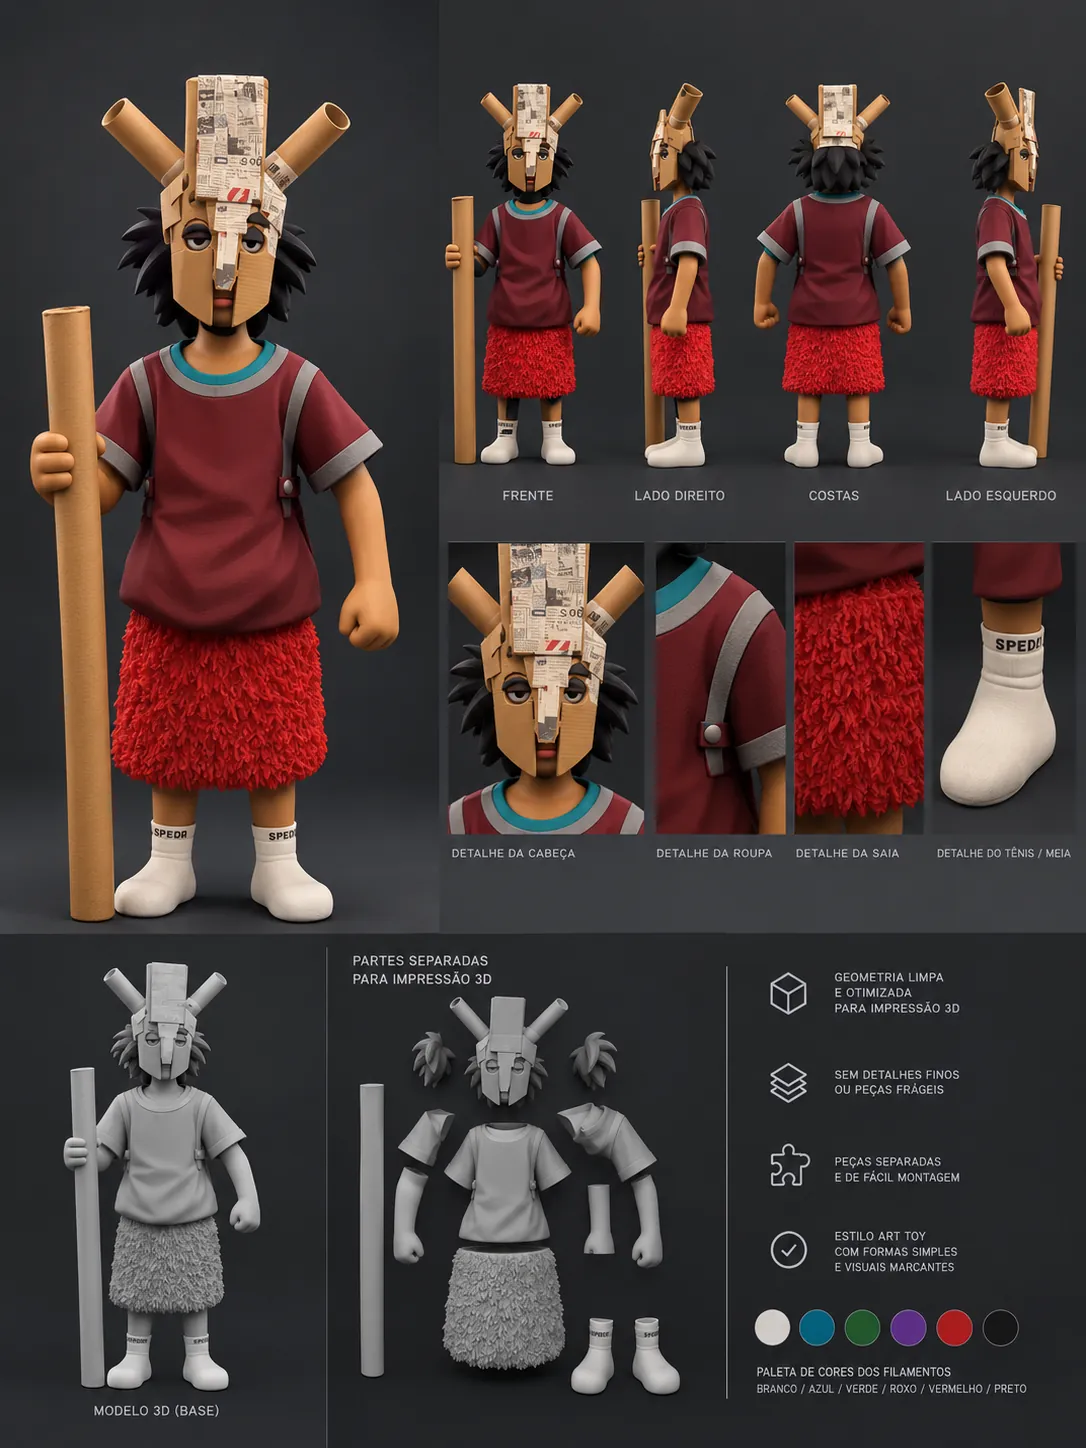 SPEDA
SPED
FRENTE
LADO DIREITO
COSTAS
LADO ESQUERDO
SPED
DETALHE DA CABEÇA
DETALHE DA ROUPA
DETALHE DA SAIA
DETALHE DO TÊNIS / MEIA
PARTES SEPARADAS
PARA IMPRESSÃO 3D
MODELO 3D (BASE)
GEOMETRIA LIMPA
E OTIMIZADA
PARA IMPRESSÃO 3D
SEM DETALHES FINOS
OU PEÇAS FRÁGEIS
PEÇAS SEPARADAS
E DE FÁCIL MONTAGEM
ESTILO ART TOY
COM FORMAS SIMPLES
E VISUAIS MARCANTES
PALETA DE CORES DOS FILAMENTOS
BRANCO / AZUL / VERDE / ROXO / VERMELHO / PRETO